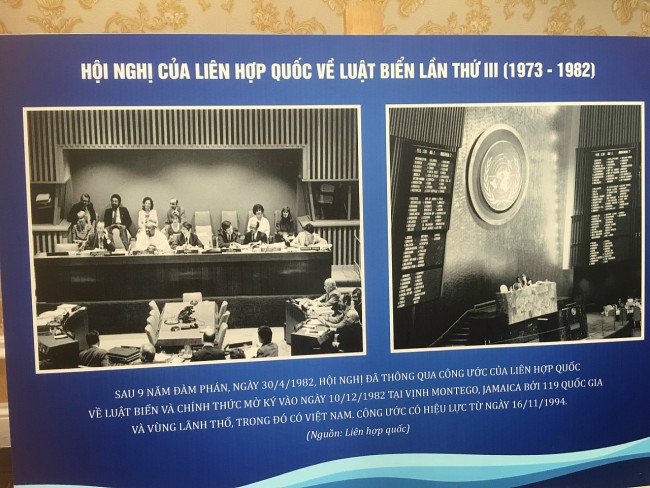 HỘI NGHỊ CỦA LIÊN HỢP QUỐC VỀ LUẬT BIỂN LẦN THỨ III (1973 - 1982)
SAU 9 NĂM ĐÀM PHÁN, NGÀY 30/4/1982, HỘI NGHỊ ĐÃ THÔNG QUA CÔNG ƯỚC CỦA LIÊN HỢP QUỐC
VỀ LUẬT BIỂN VÀ CHÍNH THỨC MỞ KÝ VÀO NGÀY 10/12/1982 TẠI VỊNH MONTEGO, JAMAICA BỞI 119 QUỐC GIA
VÀ VÙNG LÃNH THỔ, TRONG ĐÓ CÓ VIỆT NAM. CÔNG ƯỚC CÓ HIỆU LỰC TỪ NGÀY 16/11/1994.
(Nguồn: Liên hợp quốc)